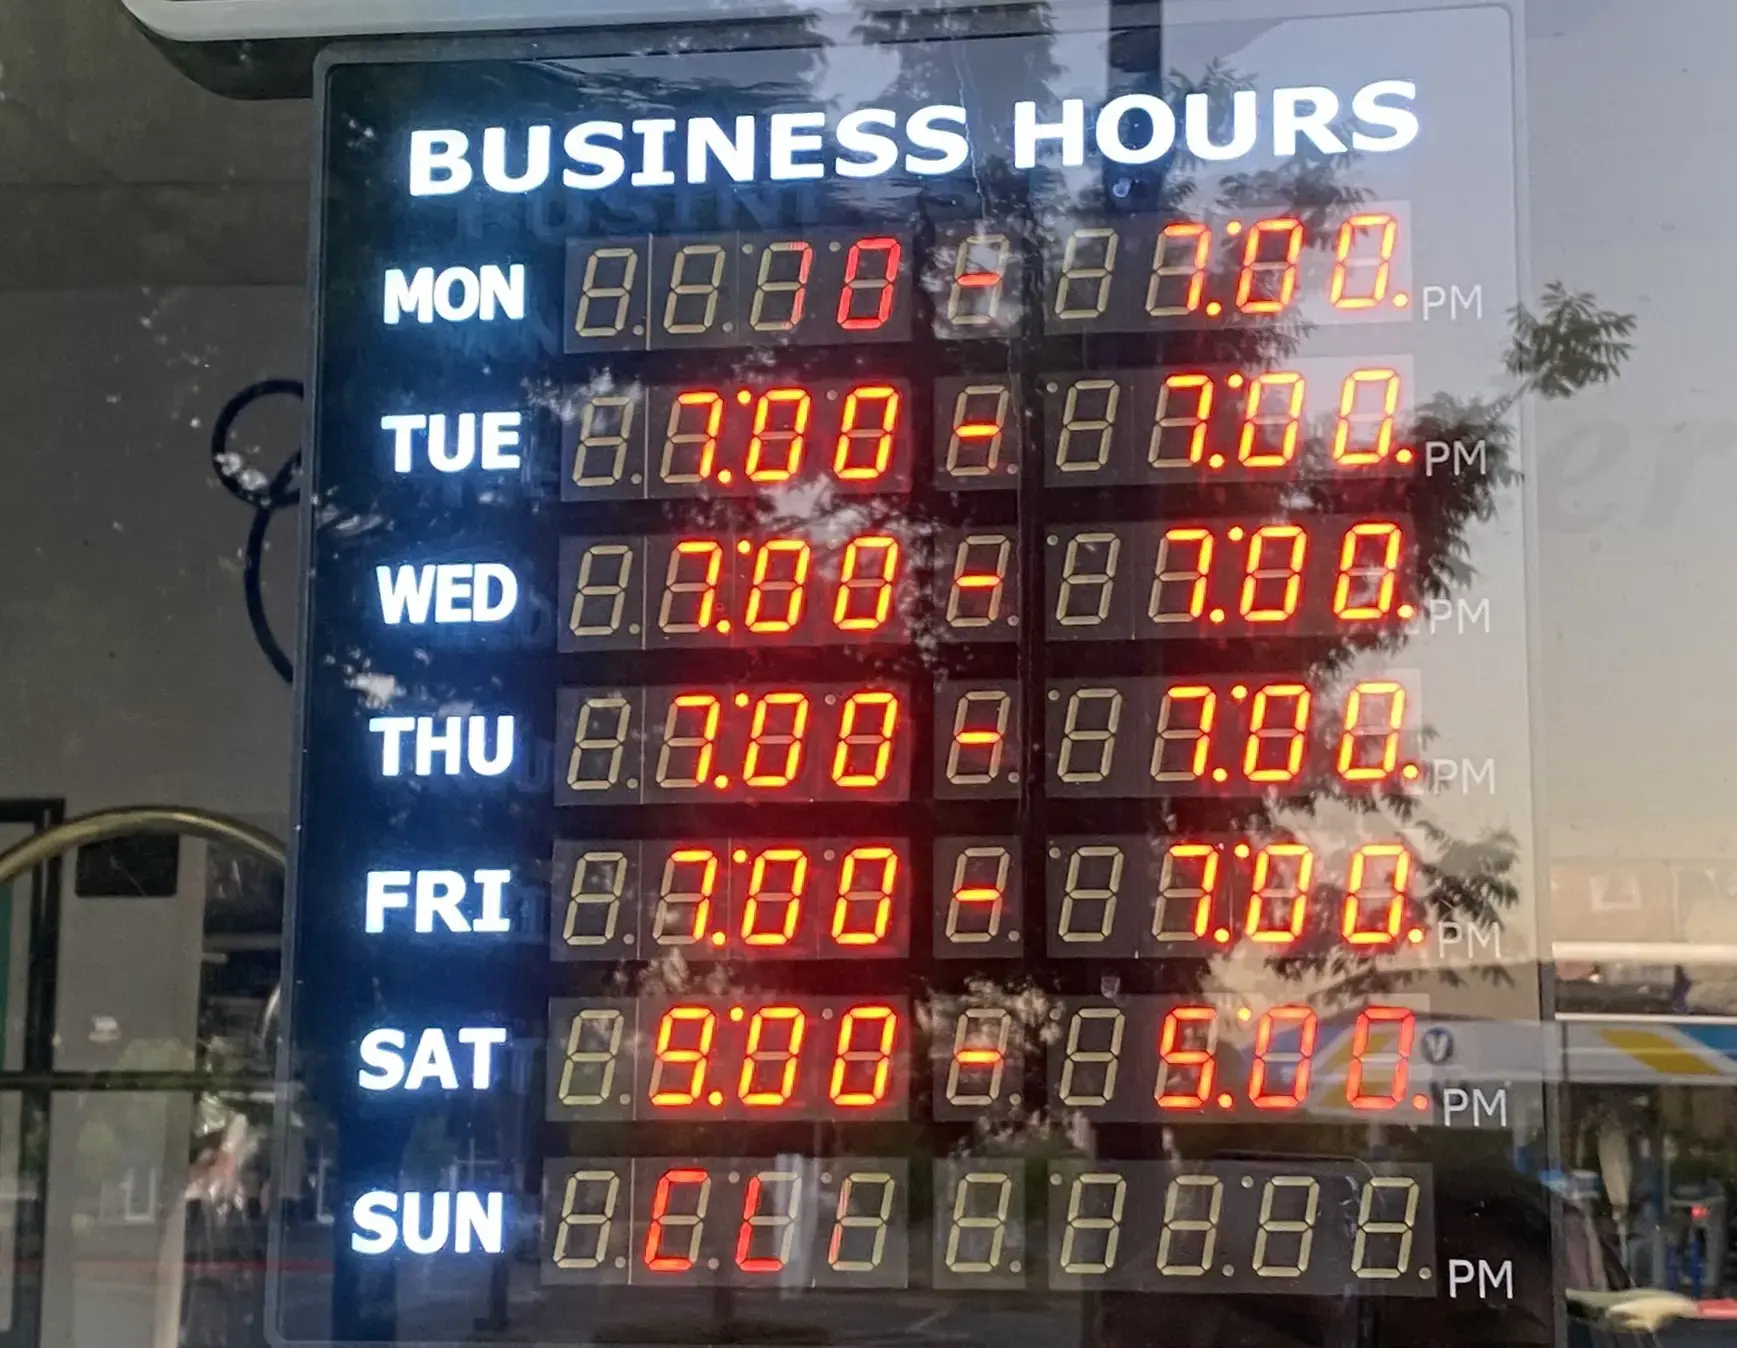 BUSINESS HOURS
MON 70 - 7:00 PM
TUE 7:00 - 7:00 PM
WED 7:00 - 7:00 PM
THU 7:00 - 7:00 PM
FRI 7:00 - 7:00 PM
SAT 9:00 - 5:00 PM
SUN CL PM